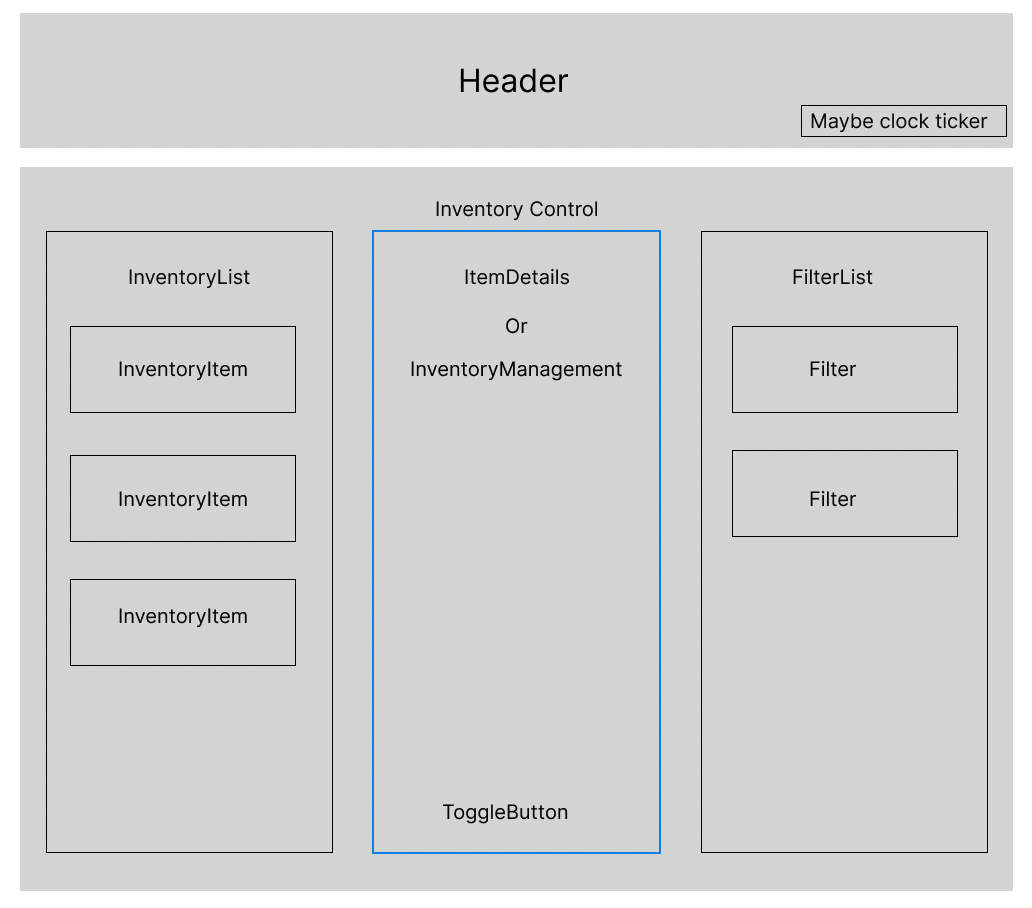 Header
Maybe clock ticker
Inventory Control
InventoryList
InventoryItem
InventoryItem
InventoryItem
ItemDetails
Or
InventoryManagement
ToggleButton
FilterList
Filter
Filter